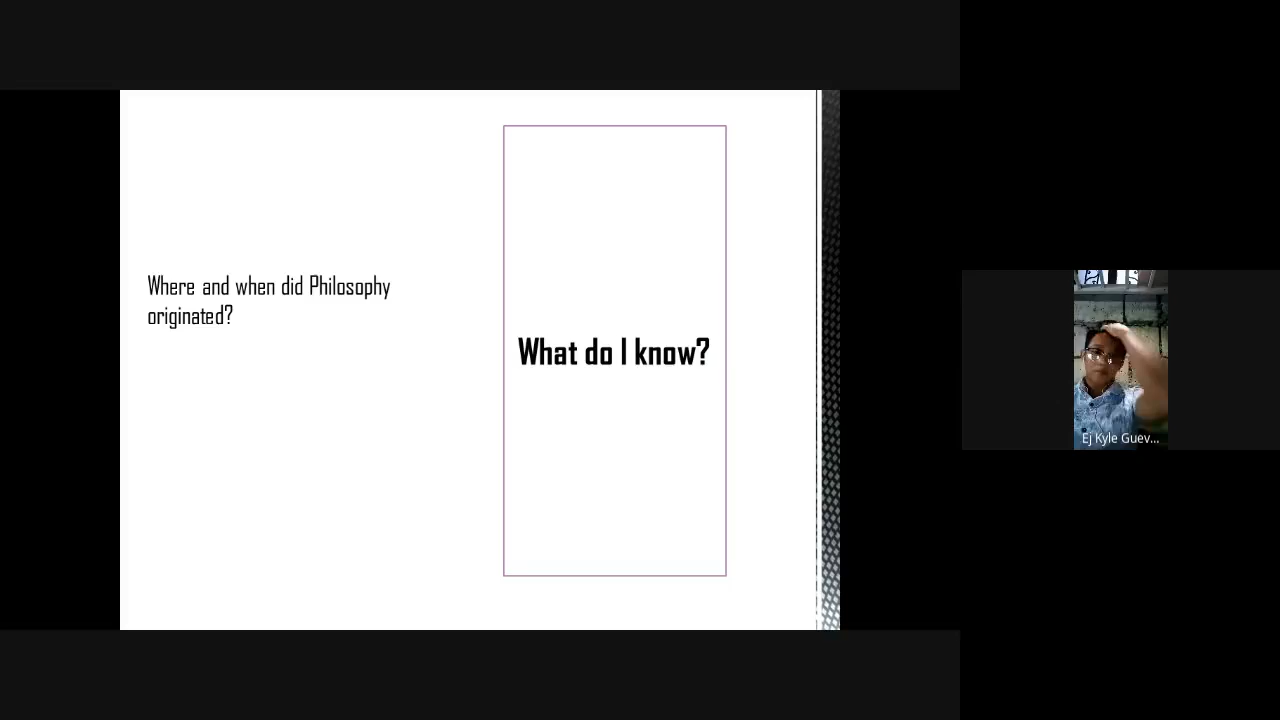 Where and when did Philosophy
originated?
What do I know?
Ej Kyle Guev...